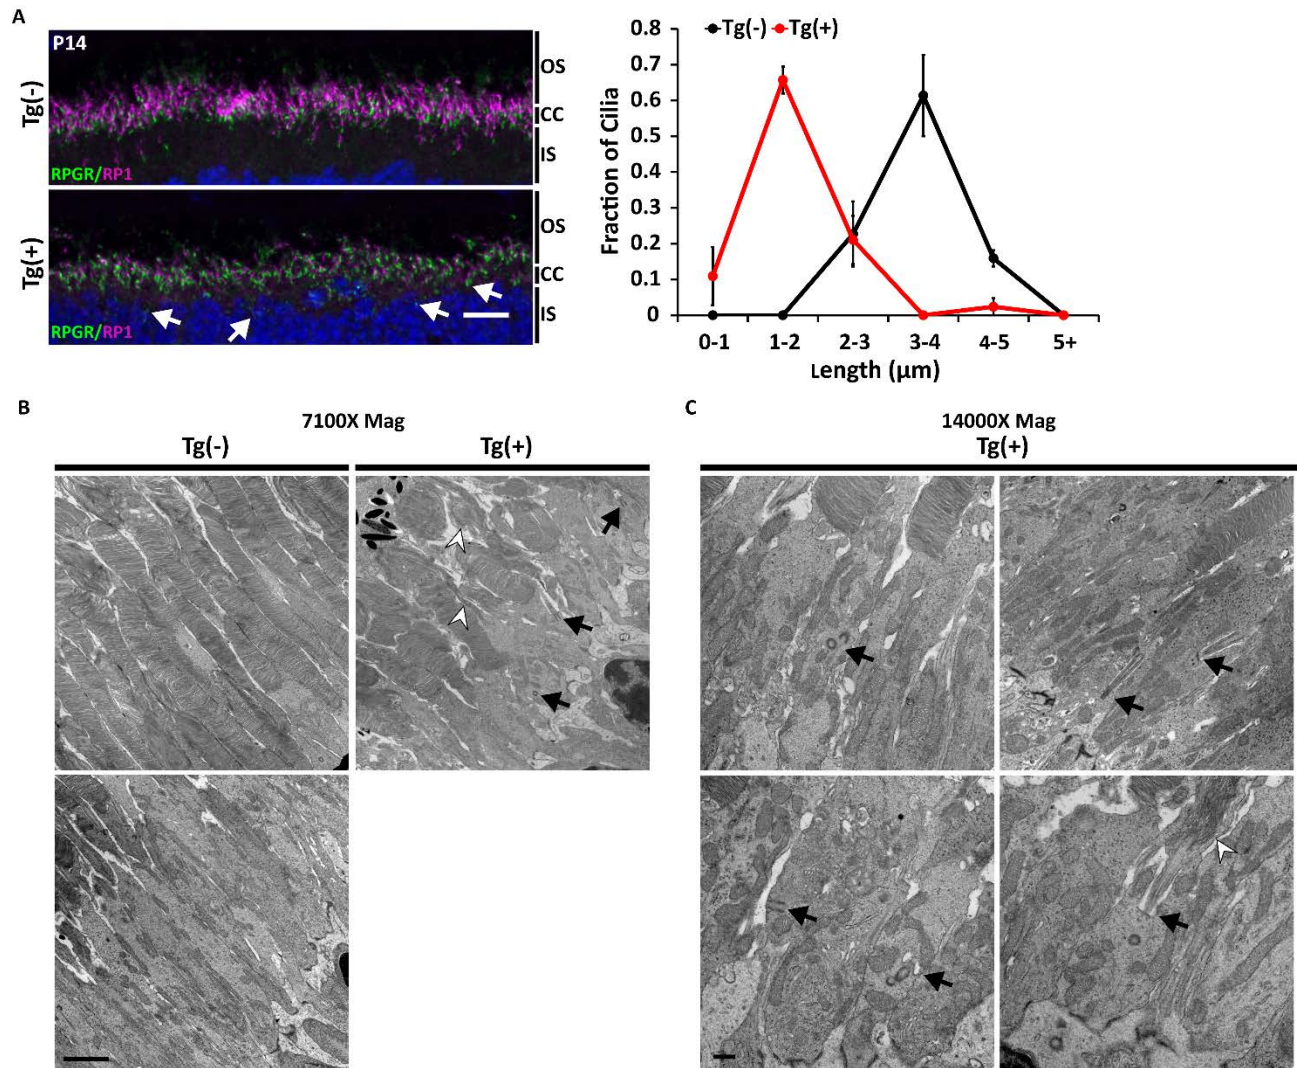 A
P14
Tg(-)
OS
CC
IS
RPGR/RP1
Tg(+)
OS
CC
IS
RPGR/RP1
Tg(-) Tg(+)
Fraction of Cilia
0.8
0.7
0.6
0.5
0.4
0.3
0.2
0.1
0
0-1 1-2 2-3 3-4 4-5 5+
Length (µm)
B
7100X Mag
Tg(-) Tg(+)
C
14000X Mag
Tg(+)